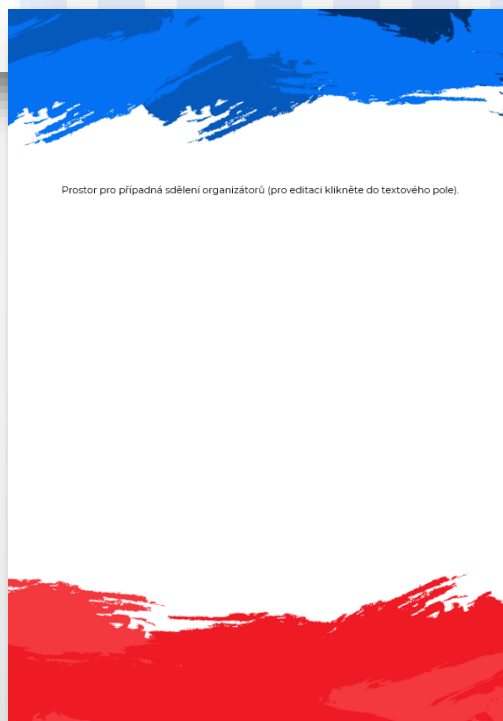 Prostor pro případná sdělení organizátorů (pro editaci klikněte do textového pole).